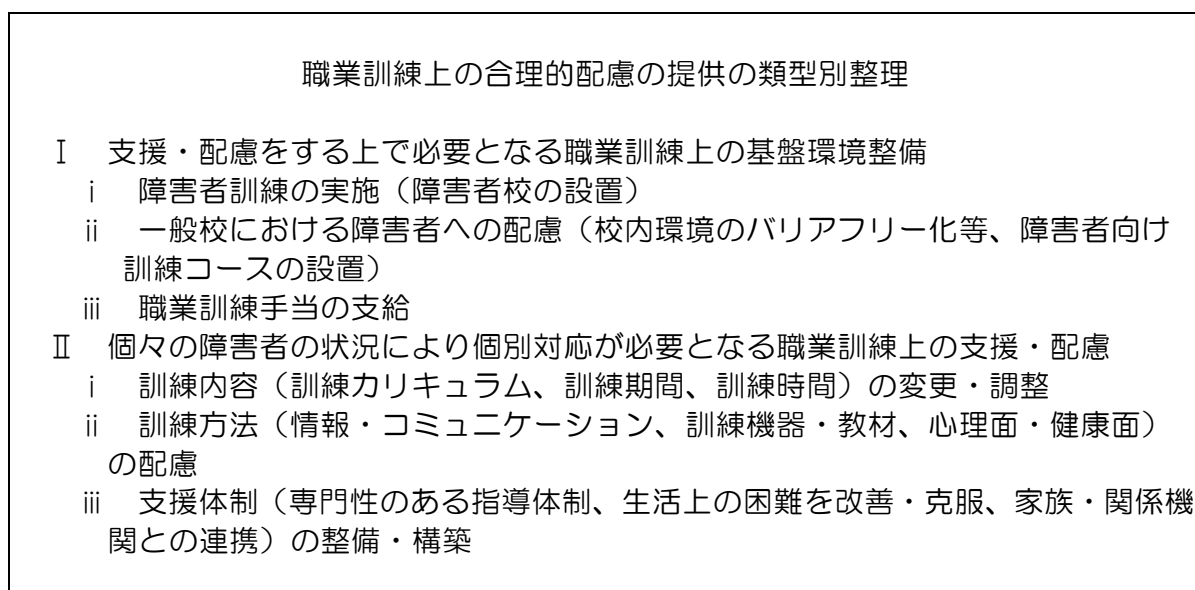 職業訓練上の合理的配慮の提供の類型別整理
Ⅰ 支援・配慮をする上で必要となる職業訓練上の基盤環境整備
ⅰ 障害者訓練の実施（障害者校の設置）
ⅱ 一般校における障害者への配慮（校内環境のバリアフリー化等、障害者向け
訓練コースの設置）
ⅲ 職業訓練手当の支給
Ⅱ 個々の障害者の状況により個別対応が必要となる職業訓練上の支援・配慮
ⅰ 訓練内容（訓練カリキュラム、訓練期間、訓練時間）の変更・調整
ⅱ 訓練方法（情報・コミュニケーション、訓練機器・教材、心理面・健康面）
の配慮
ⅲ 支援体制（専門性のある指導体制、生活上の困難を改善・克服、家族・関係機
関との連携）の整備・構築